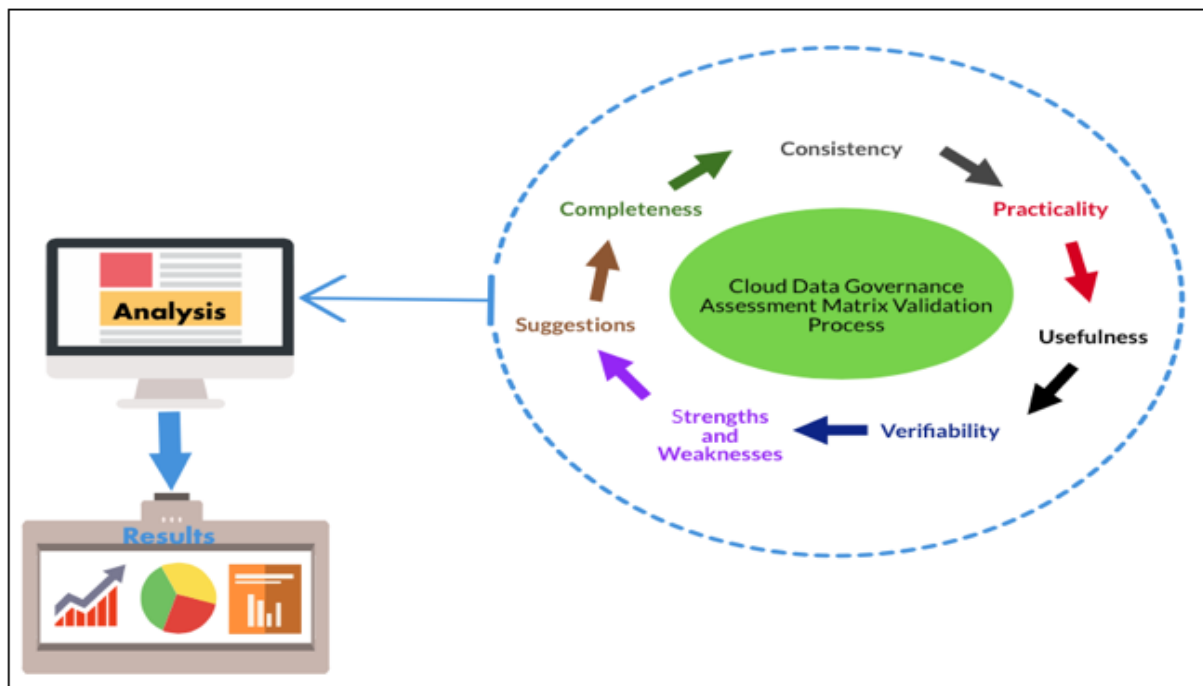 Consistency
Completeness
Practicality
Cloud Data Governance
Assessment Matrix Validation
Process
Analysis
Suggestions
Usefulness
Strengths
and
Weaknesses
Verifiability
Results